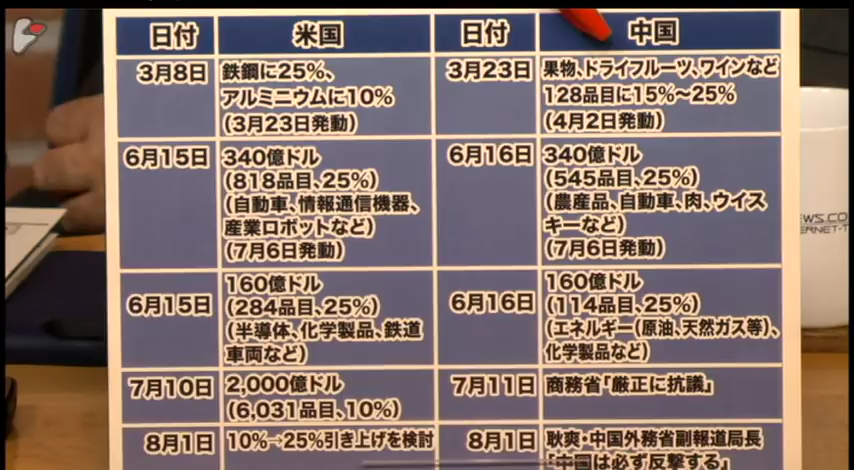 日付 米国 日付 中国
3月8日 鉄鋼に25%、 3月23日 果物、ドライフルーツ、ワインなど
アルミニウムに10% 128品目に15%〜25%
(3月23日発動) (4月2日発動)
6月15日 340億ドル 6月16日 340億ドル
(818品目、25%) (545品目、25%)
(自動車、情報通信機器、 (農産品、自動車、肉、ウイス
産業ロボットなど) キーなど)
(7月6日発動) (7月6日発動)
6月15日 160億ドル 6月16日 160億ドル
(284品目、25%) (114品目、25%)
(半導体、化学製品、鉄道 (エネルギー(原油、天然ガス等)、
車両など) 化学製品など)
7月10日 2,000億ドル 7月11日 商務省「厳正に抗議」
(6,031品目、10%)
8月1日 10%→25%引き上げを検討 8月1日 耿爽・中国外務省副報道局長
「中国は必ず反撃する」
EWS.CO
ERNET-T